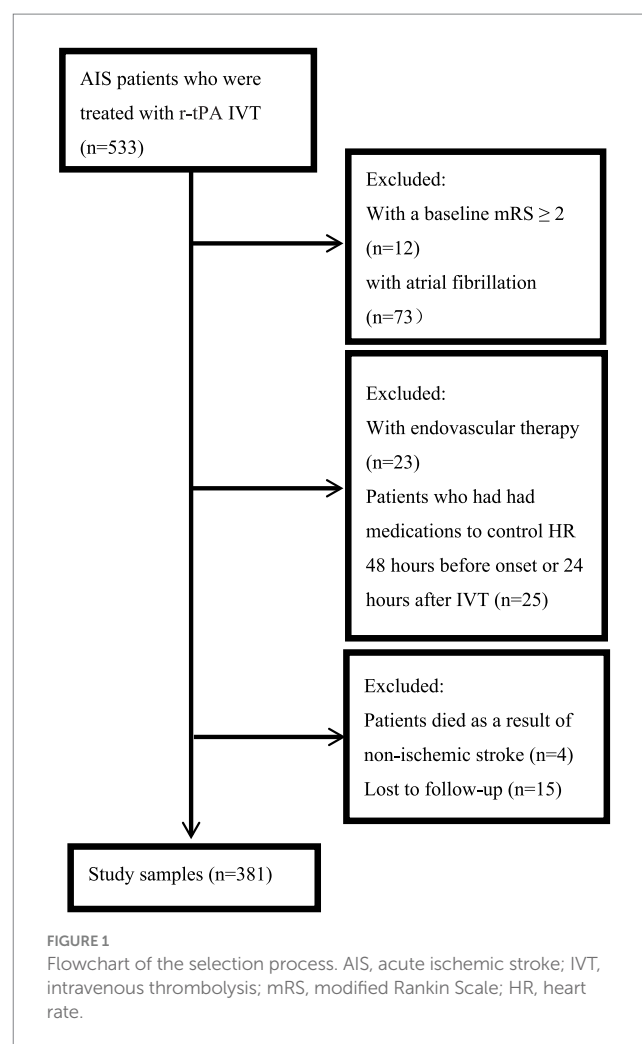 AIS patients who were
treated with r-tPA IVT
(n=533)
Excluded:
With a baseline mRS ≥ 2
(n=12)
with atrial fibrillation
(n=73）
Excluded:
With endovascular therapy
(n=23)
Patients who had had
medications to control HR
48 hours before onset or 24
hours after IVT (n=25)
Excluded:
Patients died as a result of
non-ischemic stroke (n=4)
Lost to follow-up (n=15)
Study samples (n=381)
FIGURE 1
Flowchart of the selection process. AIS, acute ischemic stroke; IVT,
intravenous thrombolysis; mRS, modified Rankin Scale; HR, heart
rate.